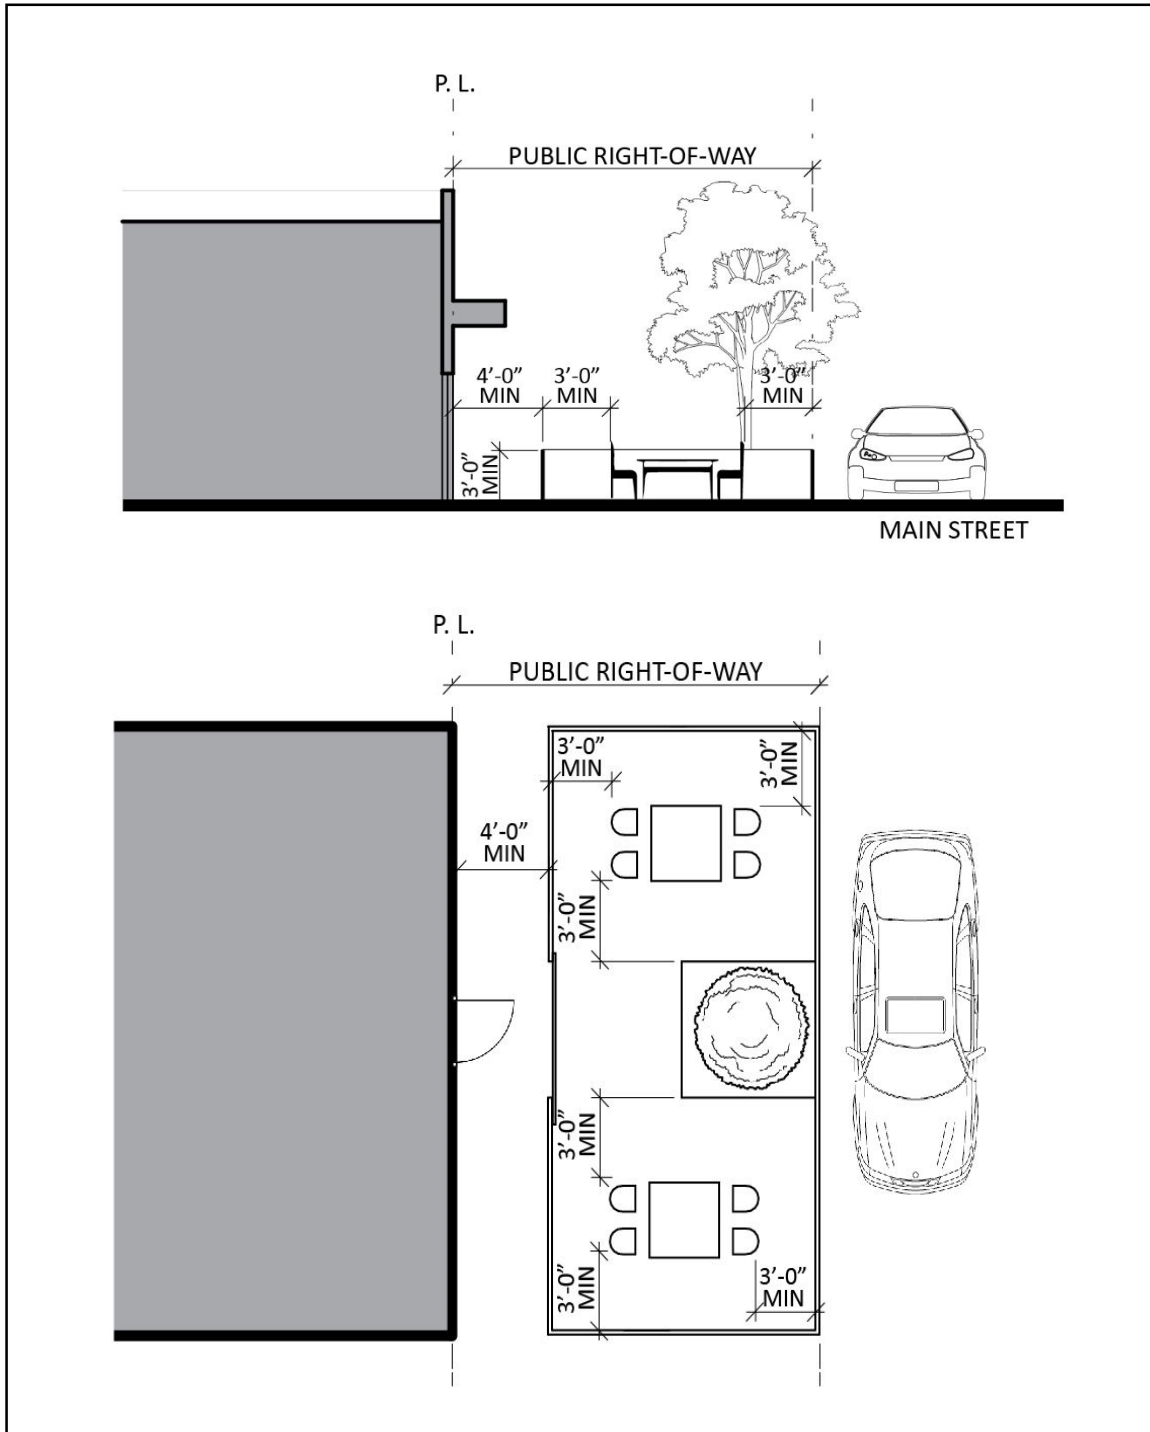 P. L.
PUBLIC RIGHT-OF-WAY
4’-0”
MIN
3’-0”
MIN
3’-0”
MIN
3’-0”
MIN
MAIN STREET
P. L.
PUBLIC RIGHT-OF-WAY
3’-0”
MIN
3’-0”
MIN
4’-0”
MIN
3’-0”
MIN
3’-0”
MIN
3’-0”
MIN
3’-0”
MIN